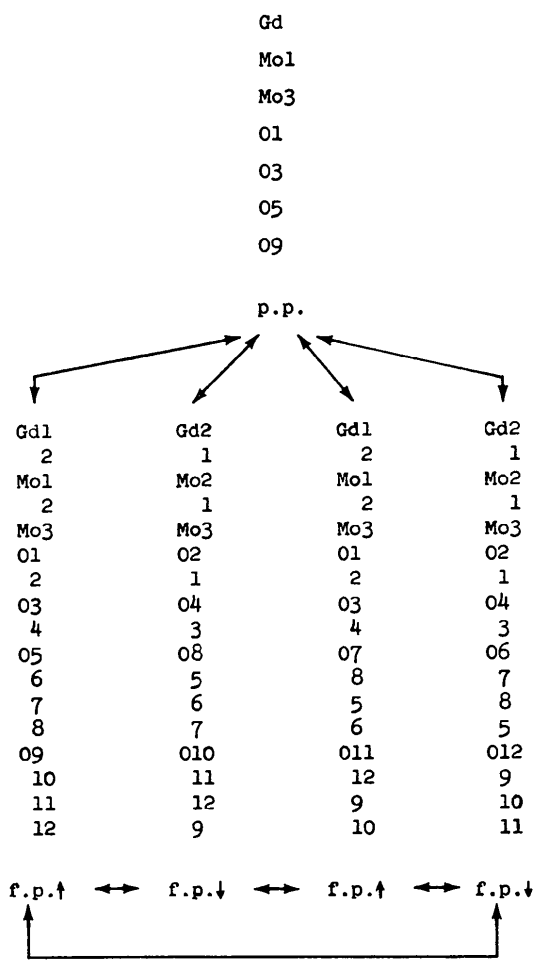 Gd
Mo1
Mo3
O1
O3
O5
O9
p.p.
Gd1 Gd2 Gd1 Gd2
2 1 2 1
Mo1 Mo2 Mo1 Mo2
2 1 2 1
Mo3 Mo3 Mo3 Mo3
O1 O2 O1 O2
2 1 2 1
O3 O4 O3 O4
4 3 4 3
O5 O8 O7 O6
6 5 8 7
7 6 5 8
8 7 6 5
O9 O10 O11 O12
10 11 12 9
11 12 9 10
12 9 10 11
f.p.↑ ↔ f.p.↓ ↔ f.p.↑ ↔ f.p.↓